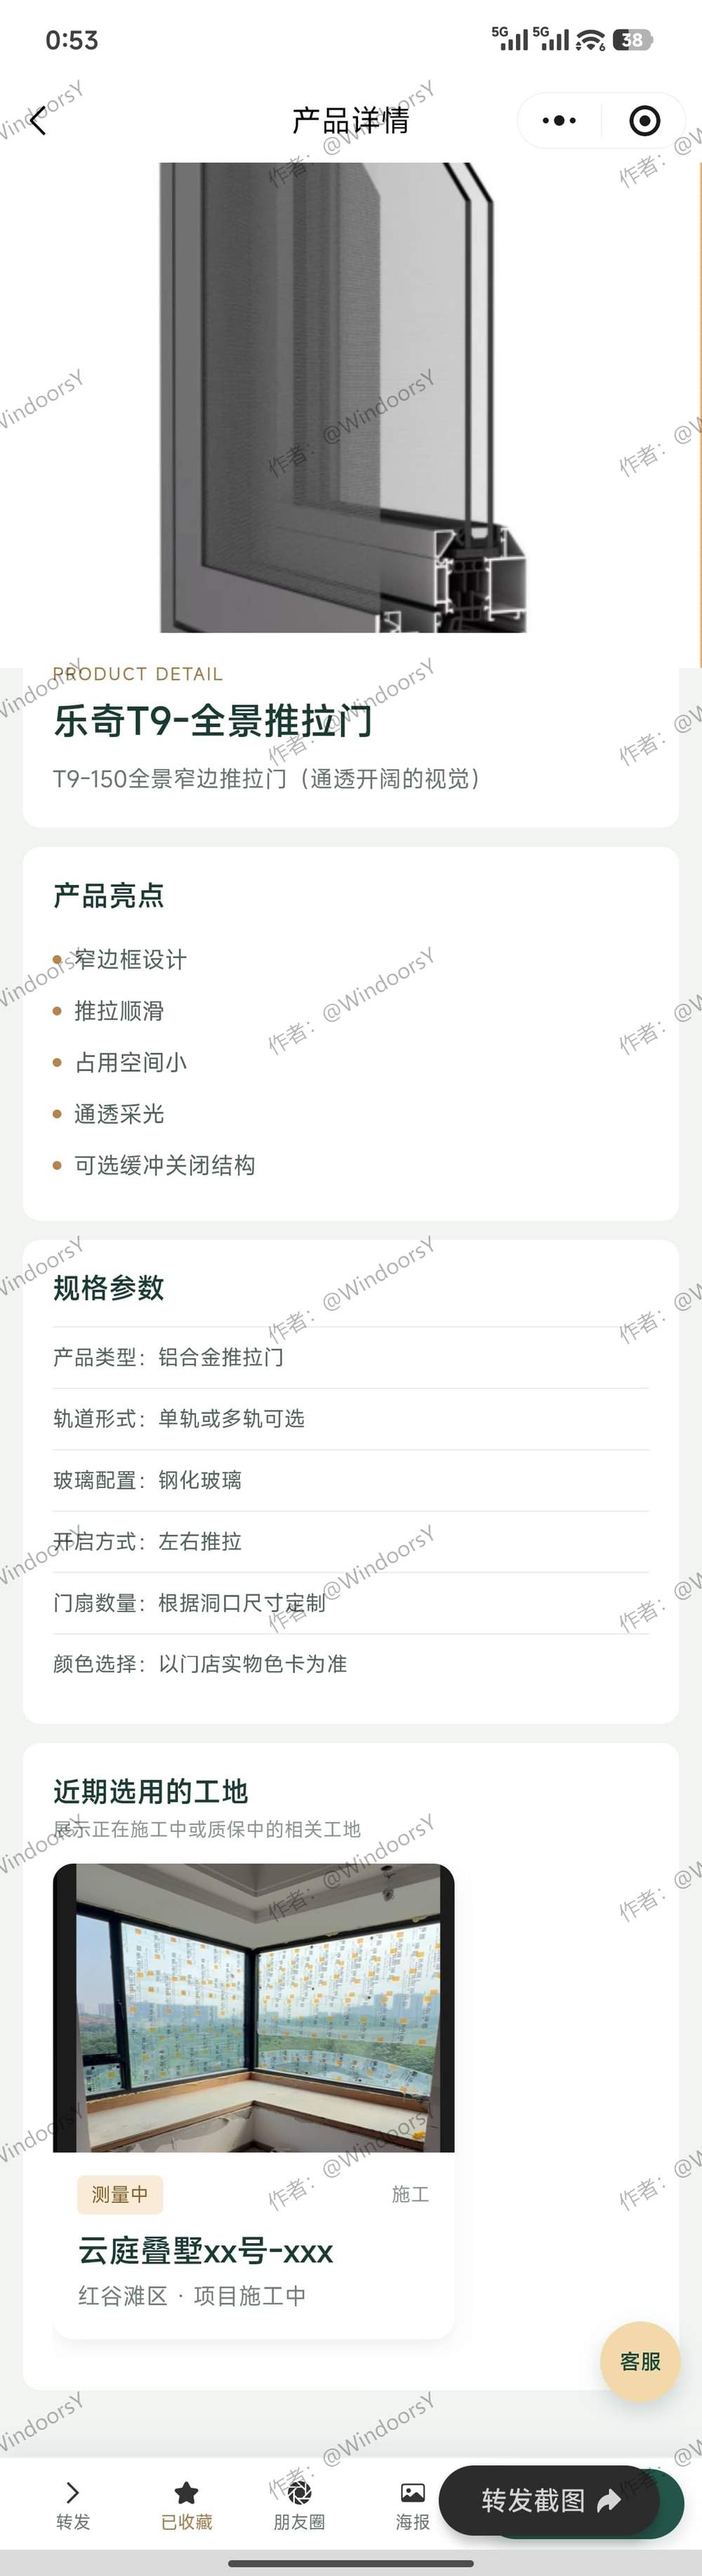 0:53
5G 5G 6 38
产品详情
PRODUCT DETAIL
乐奇T9-全景推拉门
T9-150全景窄边推拉门（通透开阔的视觉）
产品亮点
窄边框设计
推拉顺滑
占用空间小
通透采光
可选缓冲关闭结构
规格参数
产品类型：铝合金推拉门
轨道形式：单轨或多轨可选
玻璃配置：钢化玻璃
开启方式：左右推拉
门扇数量：根据洞口尺寸定制
颜色选择：以门店实物色卡为准
近期选用的工地
展示正在施工中或质保中的相关工地
测量中
施工
云庭叠墅xx号-xxx
红谷滩区 · 项目施工中
客服
转发
已收藏
朋友圈
海报
转发截图
作者：@WindoorsY